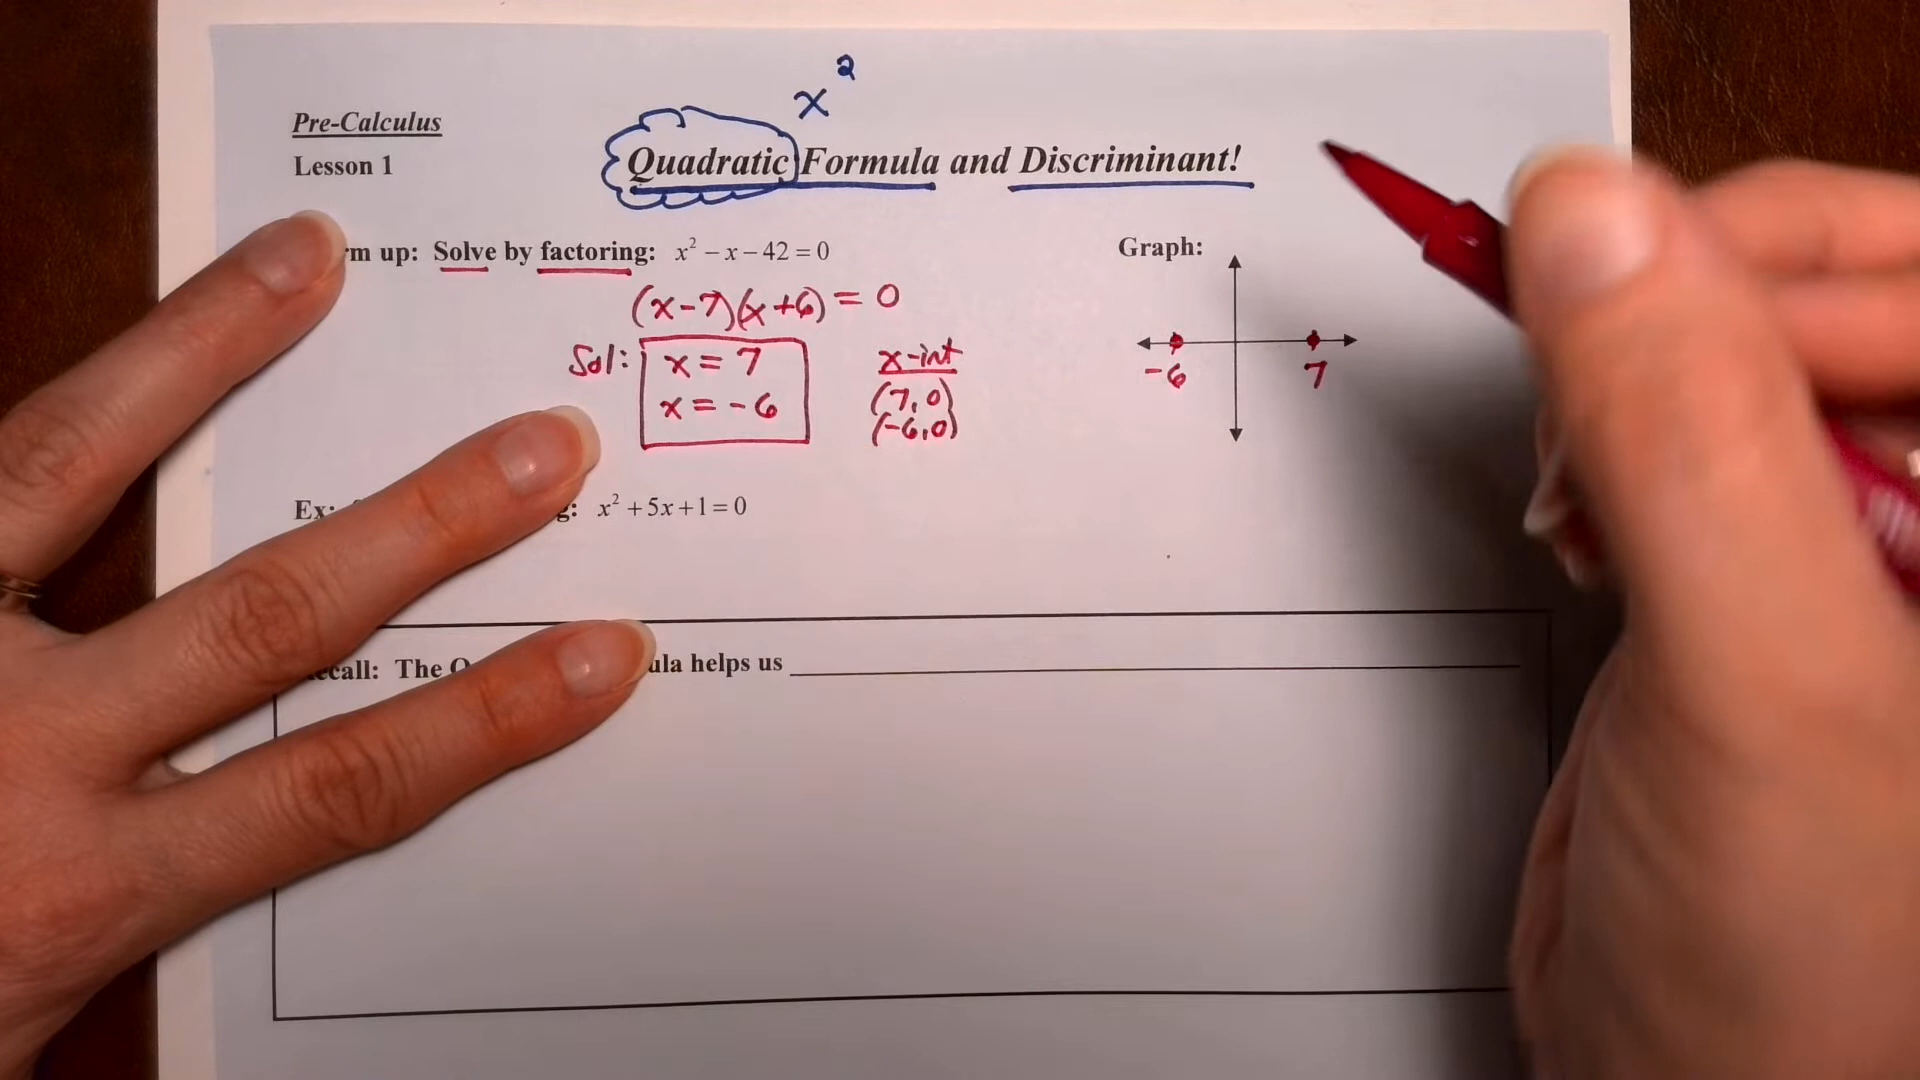 x²
Pre-Calculus
Lesson 1
Quadratic Formula and Discriminant!
up: Solve by factoring: x² – x – 42 = 0
Graph:
(x-7)(x+6) = 0
Sol: x = 7
x = -6
x-int
(7,0)
(-6,0)
-6 7
Ex: x² + 5x + 1 = 0
The helps us